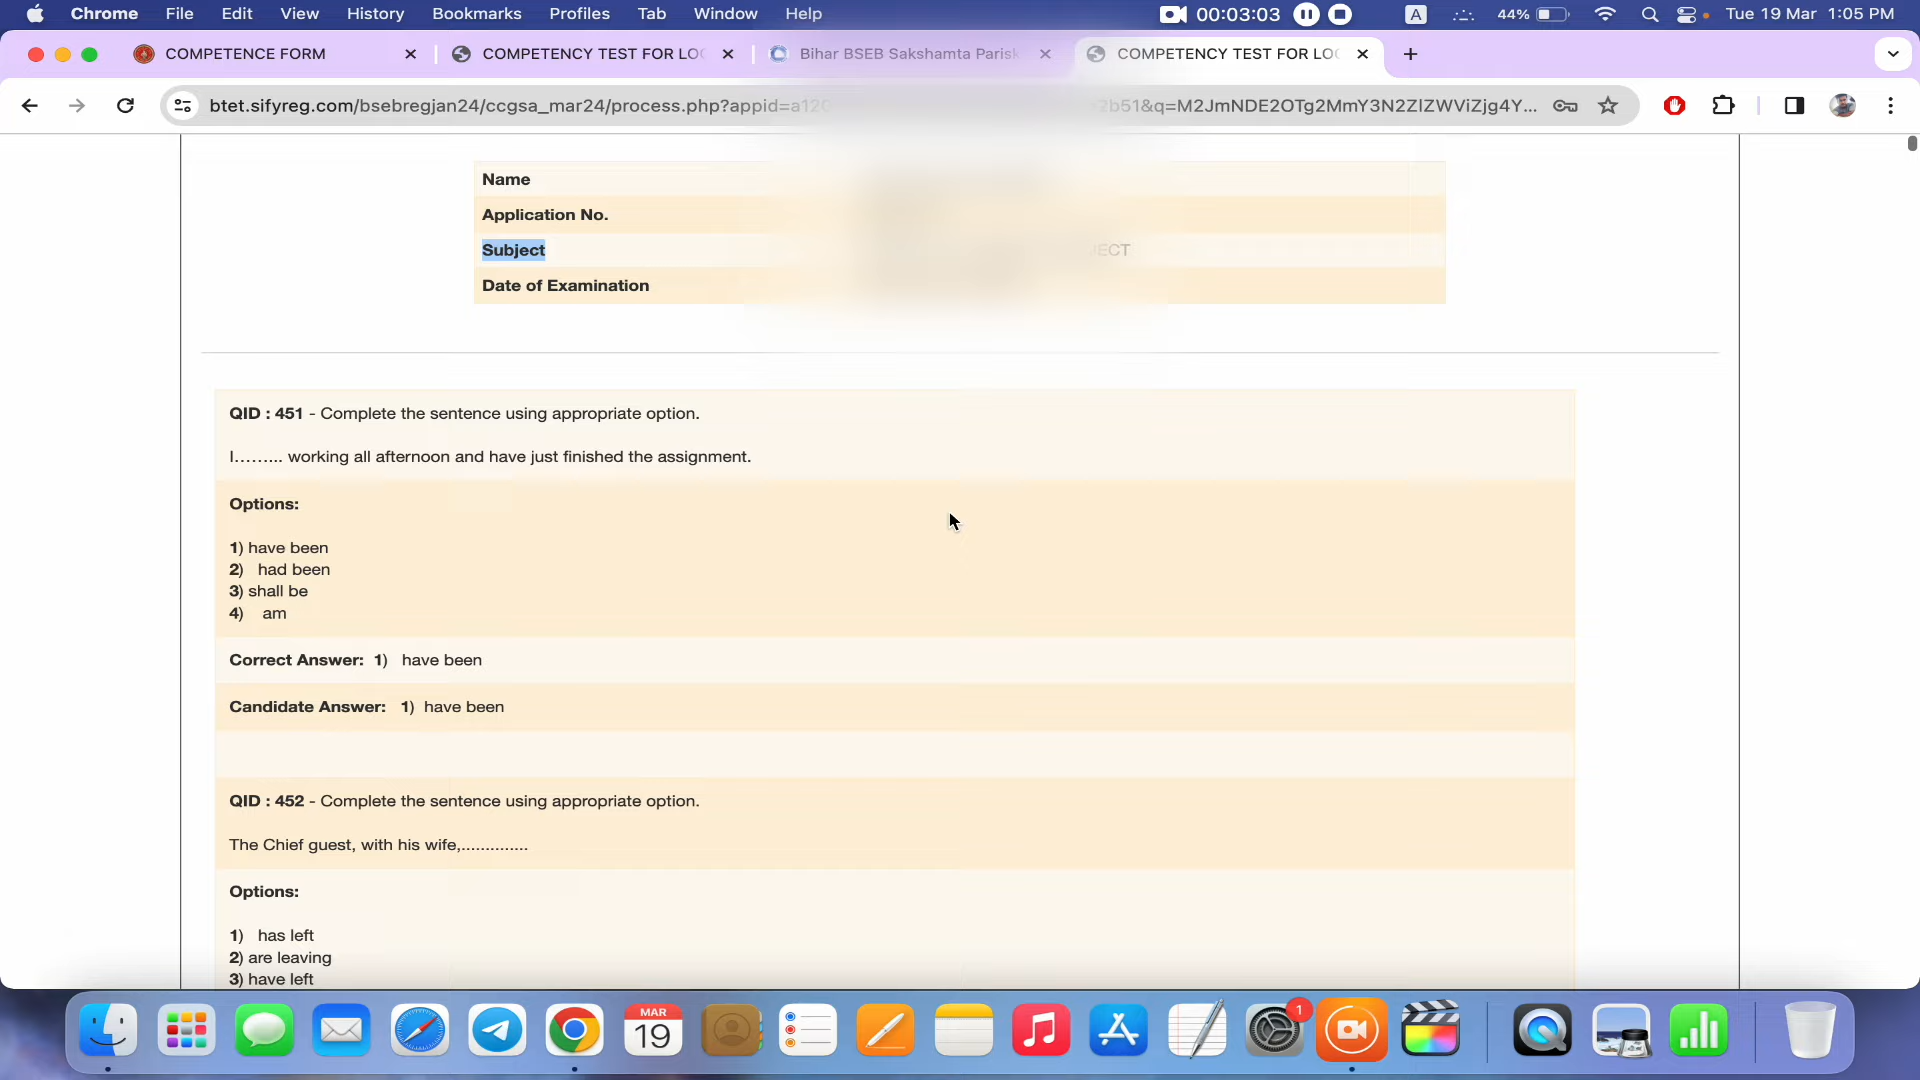 Chrome File Edit View History Bookmarks Profiles Tab Window Help 00:03:03 A 44% Tue 19 Mar 1:05 PM
COMPETENCE FORM COMPETENCY TEST FOR LOC Bihar BSEB Sakshamta Parisk COMPETENCY TEST FOR LOC
btet.sifyreg.com/bsebregjan24/ccgsa_mar24/process.php?appid=a120 2b51&q=M2JmNDE2OTg2MmY3N2ZlZWViZjg4Y...
Name
Application No.
Subject JECT
Date of Examination
QID : 451 - Complete the sentence using appropriate option.
I……... working all afternoon and have just finished the assignment.
Options:
1) have been
2) had been
3) shall be
4) am
Correct Answer: 1) have been
Candidate Answer: 1) have been
QID : 452 - Complete the sentence using appropriate option.
The Chief guest, with his wife,..............
Options:
1) has left
2) are leaving
3) have left
MAR
19
1